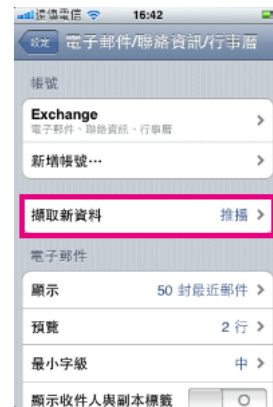 遠傳電信 16:42
設定 電子郵件/聯絡資訊/行事曆
帳號
Exchange
電子郵件、聯絡資訊、行事曆
新增帳號⋯
擷取新資料 推播
電子郵件
顯示 50 封最近郵件
預覽 2 行
最小字級 中
顯示收件人與副本標籤